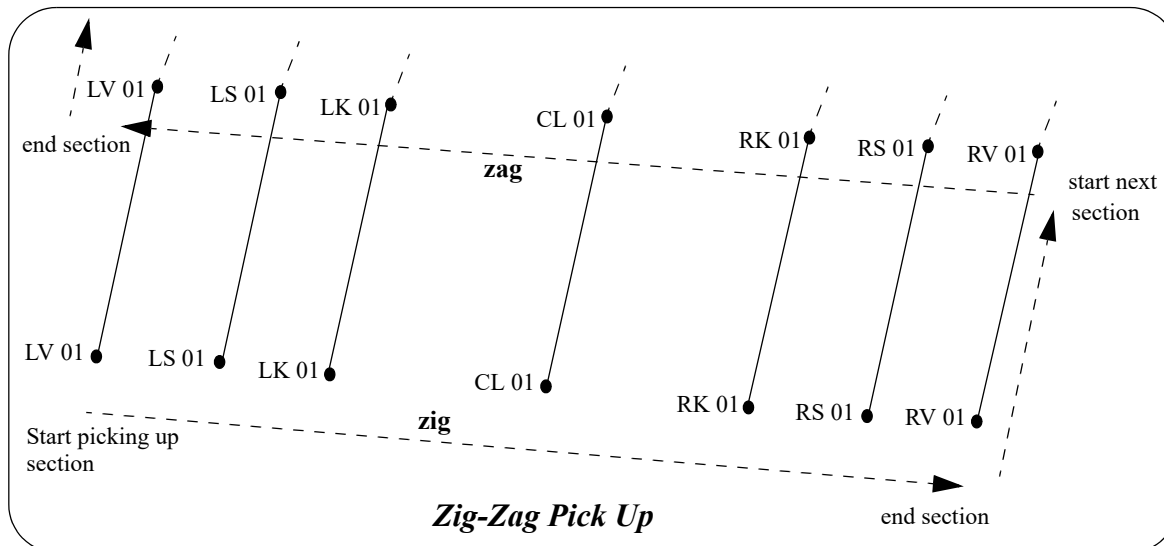 LV 01
LS 01
LK 01
CL 01
RK 01
RS 01
RV 01
end section
zag
start next
section
LV 01
LS 01
LK 01
CL 01
RK 01
RS 01
RV 01
zig
Start picking up
section
Zig-Zag Pick Up
end section